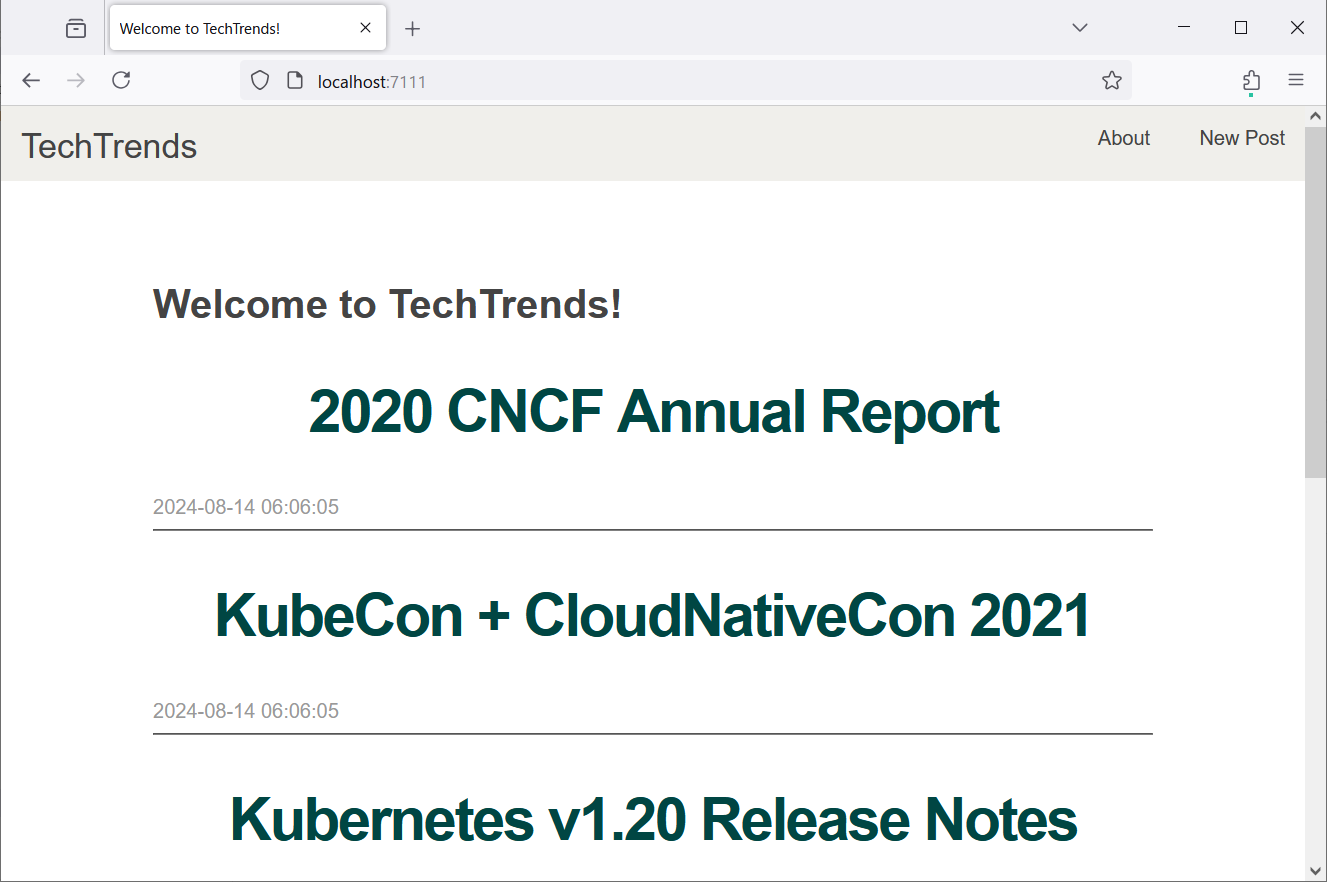 Welcome to TechTrends!
localhost:7111
TechTrends
About
New Post
Welcome to TechTrends!
2020 CNCF Annual Report
2024-08-14 06:06:05
KubeCon + CloudNativeCon 2021
2024-08-14 06:06:05
Kubernetes v1.20 Release Notes